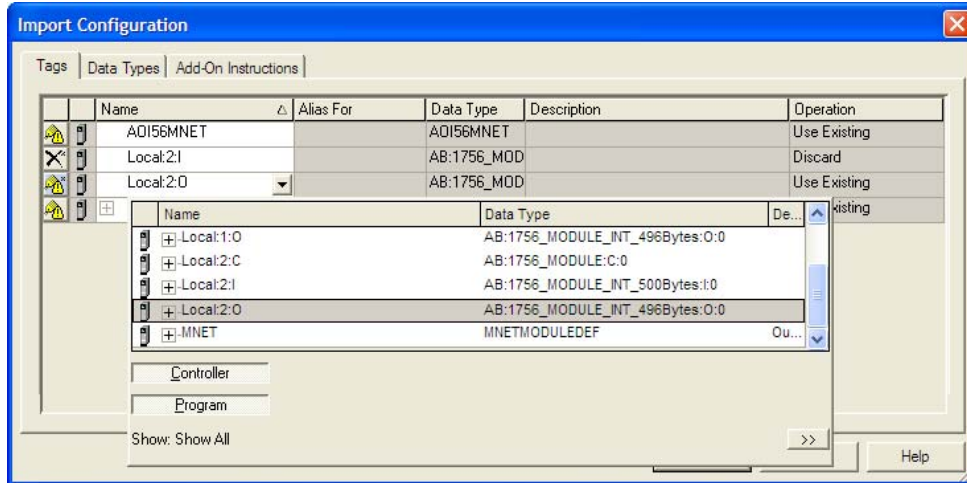 Import Configuration
Tags Data Types Add-On Instructions
Name Alias For Data Type Description Operation
AOI56MNET AOI56MNET Use Existing
Local:2:I AB:1756_MOD Discard
Local:2:O AB:1756_MOD Use Existing
Name Data Type De...
Local:1:O AB:1756_MODULE_INT_496Bytes:O:0
Local:2:C AB:1756_MODULE:C:0
Local:2:I AB:1756_MODULE_INT_500Bytes:I:0
Local:2:O AB:1756_MODULE_INT_496Bytes:O:0
MNET MNETMODULEDEF Ou...
Controller
Program
Show: Show All >>
Help